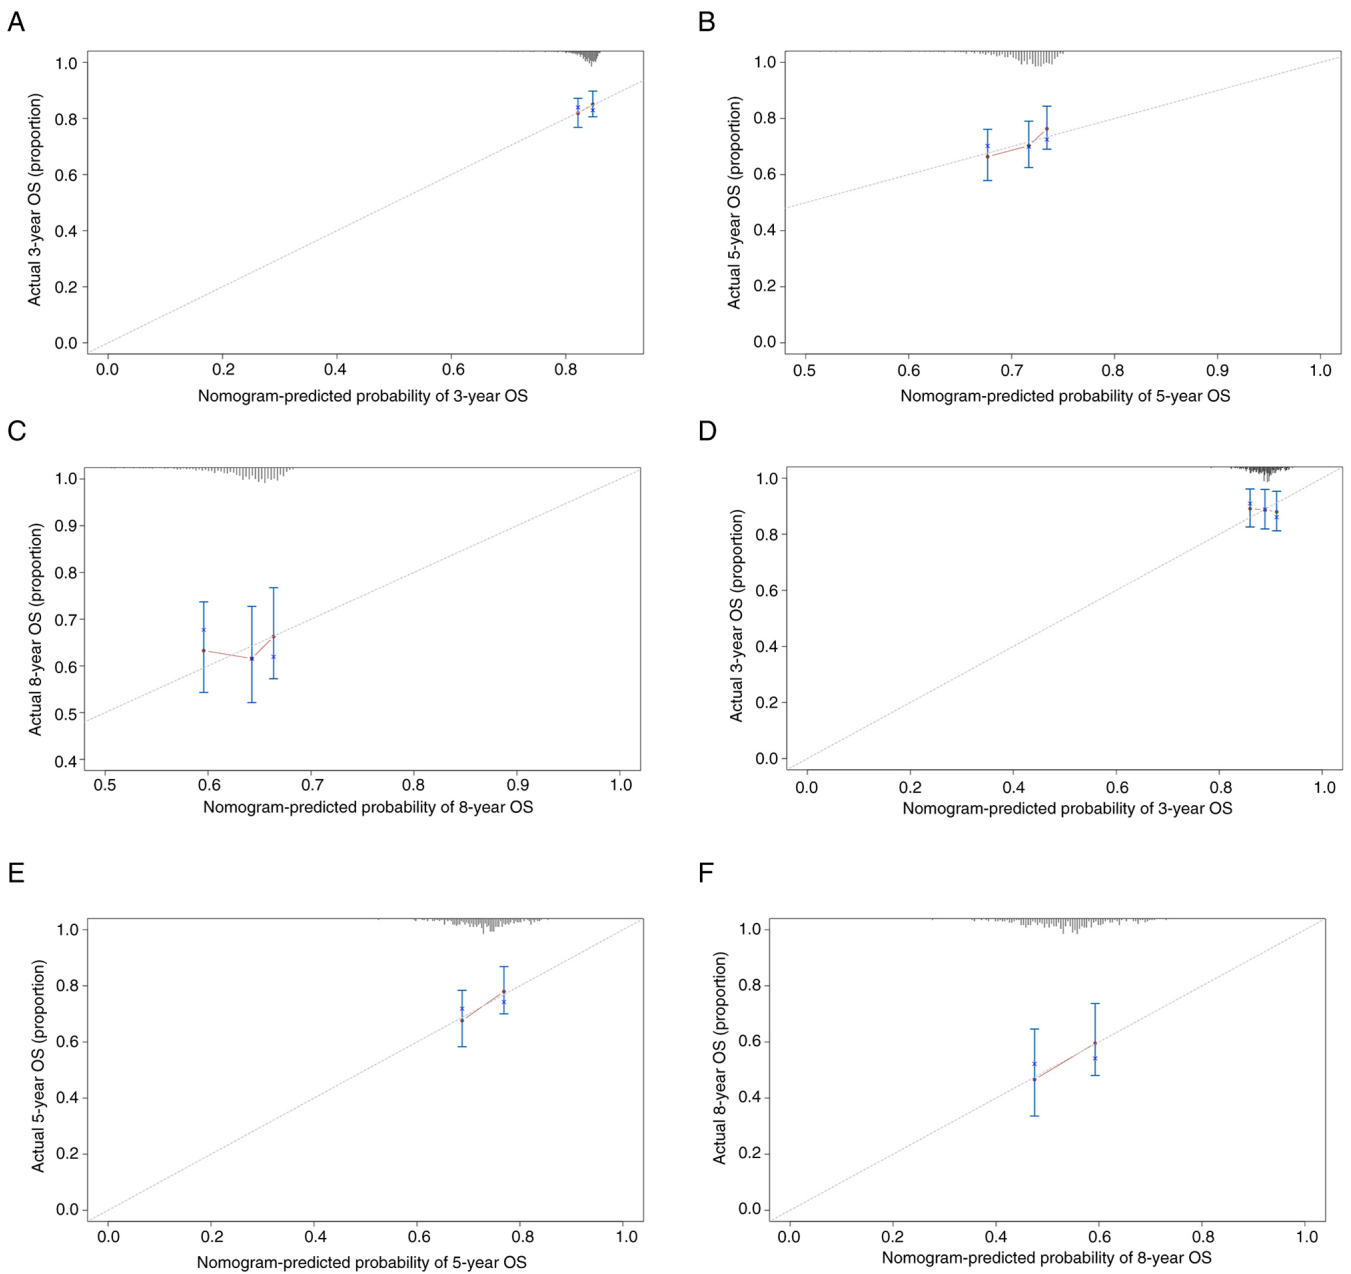 A
Actual 3-year OS (proportion)
1.0
0.8
0.6
0.4
0.2
0.0
0.0 0.2 0.4 0.6 0.8
Nomogram-predicted probability of 3-year OS
B
Actual 5-year OS (proportion)
1.0
0.8
0.6
0.4
0.2
0.0
0.5 0.6 0.7 0.8 0.9 1.0
Nomogram-predicted probability of 5-year OS
C
Actual 8-year OS (proportion)
1.0
0.9
0.8
0.7
0.6
0.5
0.4
0.5 0.6 0.7 0.8 0.9 1.0
Nomogram-predicted probability of 8-year OS
D
Actual 3-year OS (proportion)
1.0
0.8
0.6
0.4
0.2
0.0
0.0 0.2 0.4 0.6 0.8 1.0
Nomogram-predicted probability of 3-year OS
E
Actual 5-year OS (proportion)
1.0
0.8
0.6
0.4
0.2
0.0
0.0 0.2 0.4 0.6 0.8 1.0
Nomogram-predicted probability of 5-year OS
F
Actual 8-year OS (proportion)
1.0
0.8
0.6
0.4
0.2
0.0
0.0 0.2 0.4 0.6 0.8 1.0
Nomogram-predicted probability of 8-year OS